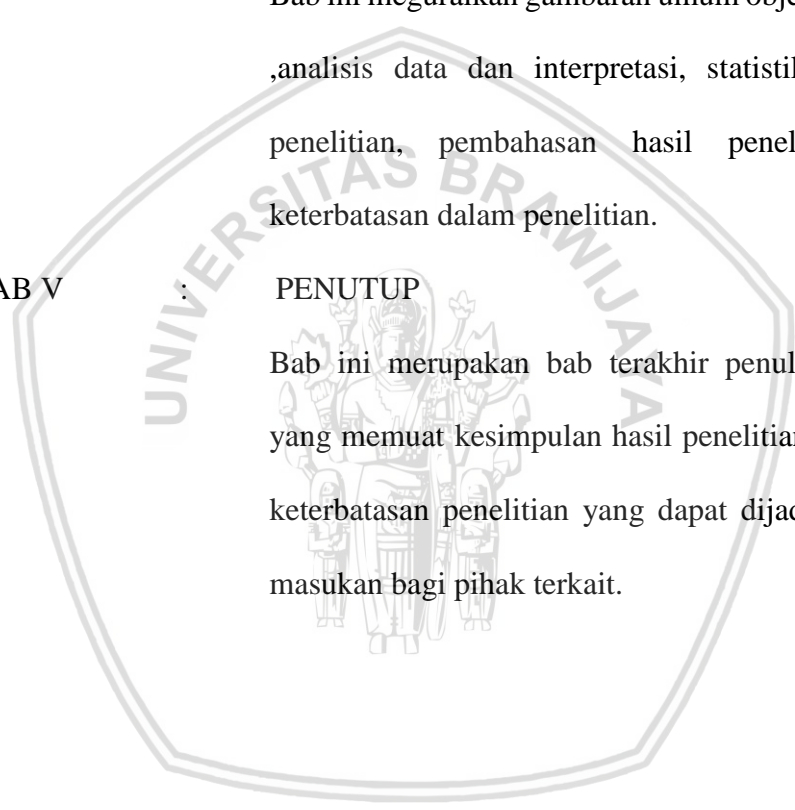 Bab ini meguraikan gambaran umum obje
,analisis data dan interpretasi, statistil
penelitian, pembahasan hasil penel
keterbatasan dalam penelitian.
AB V : PENUTUP
Bab ini merupakan bab terakhir penul
yang memuat kesimpulan hasil penelitian
keterbatasan penelitian yang dapat dijad
masukan bagi pihak terkait.
UNIVERSITAS BRAWIJAYA